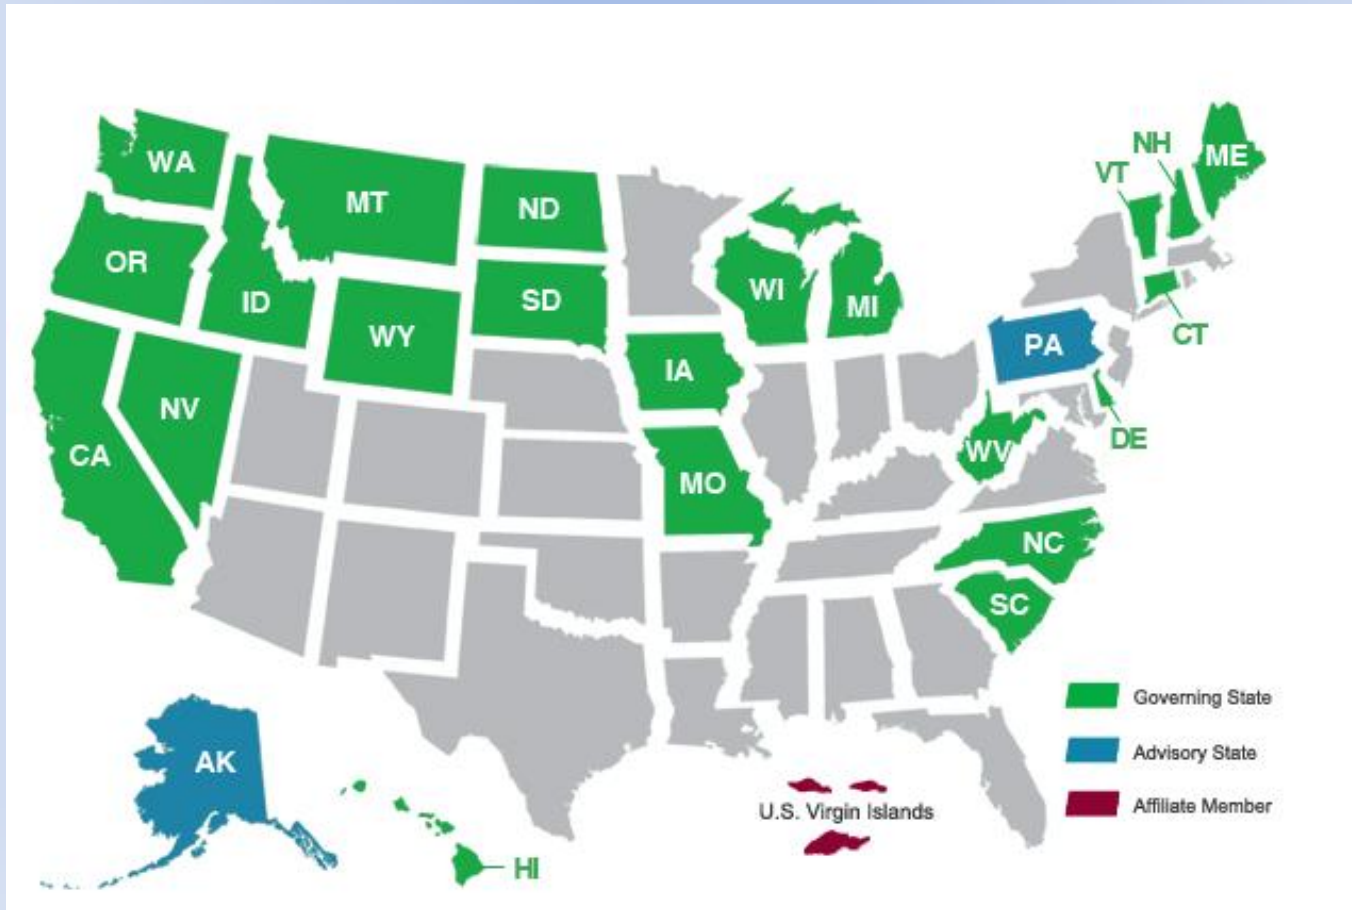 ME
NH
WA
VT
MT
ND
OR
WI
SD
ID
MI
WY
CT
PA
IA
NV
DE
WV
CA
MO
NC
SC
Governing State
Advisory State
AK
Affiliate Member
U.S. Virgin Islands
HI